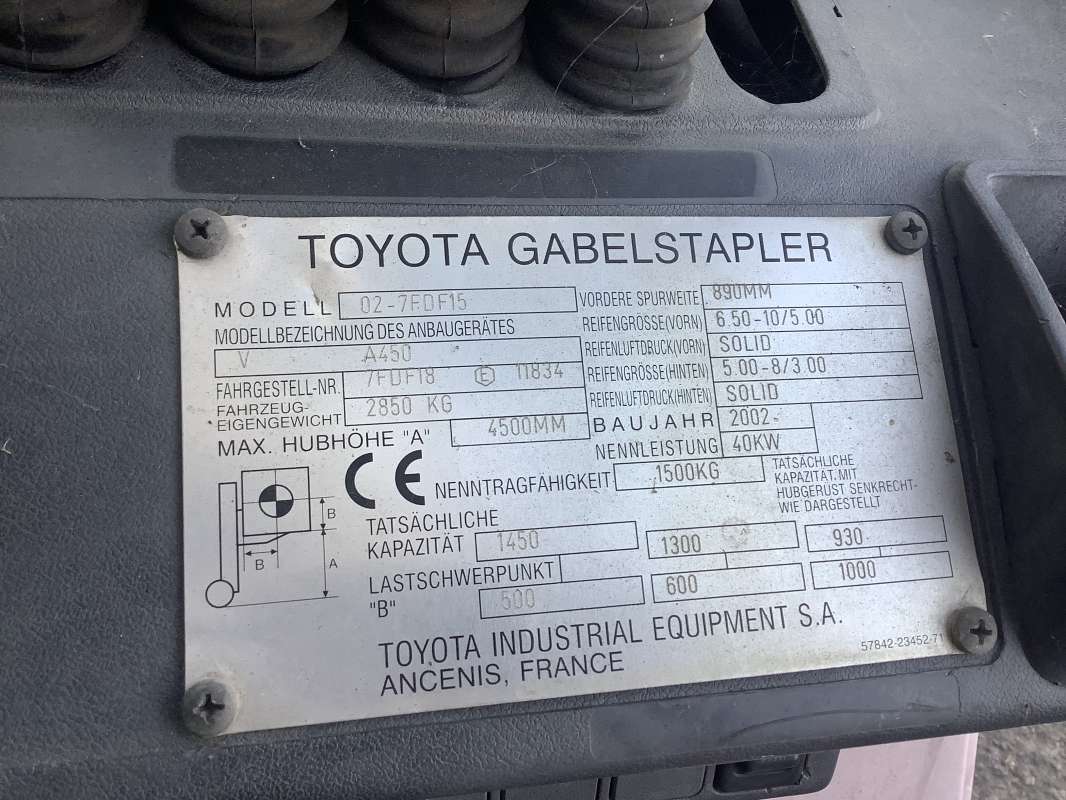 TOYOTA GABELSTAPLER
MODELL 02-7FDF15
MODELLBEZEICHNUNG DES ANBAUGERÄTES
V A450
FAHRGESTELL-NR. 7FDF18 E 11834
FAHRZEUG-
EIGENGEWICHT 2850 KG
MAX. HUBHÖHE "A" 4500MM
VORDERE SPURWEITE 890MM
REIFENGRÖSSE(VORN) 6.50-10/5.00
REIFENLUFTDRUCK(VORN) SOLID
REIFENGRÖSSE(HINTEN) 5.00-8/3.00
REIFENLUFTDRUCK(HINTEN) SOLID
BAUJAHR 2002-
NENNLEISTUNG 40KW
CE NENNTRAGFÄHIGKEIT 1500KG
TATSÄCHLICHE
KAPAZITÄT. MIT
HUBGERÜST SENKRECHT-
WIE DARGESTELLT
B
B
A
TATSÄCHLICHE
KAPAZITÄT 1450 1300 930
LASTSCHWERPUNKT
"B" 500 600 1000
TOYOTA INDUSTRIAL EQUIPMENT S.A.
ANCENIS, FRANCE
57842-23452-71